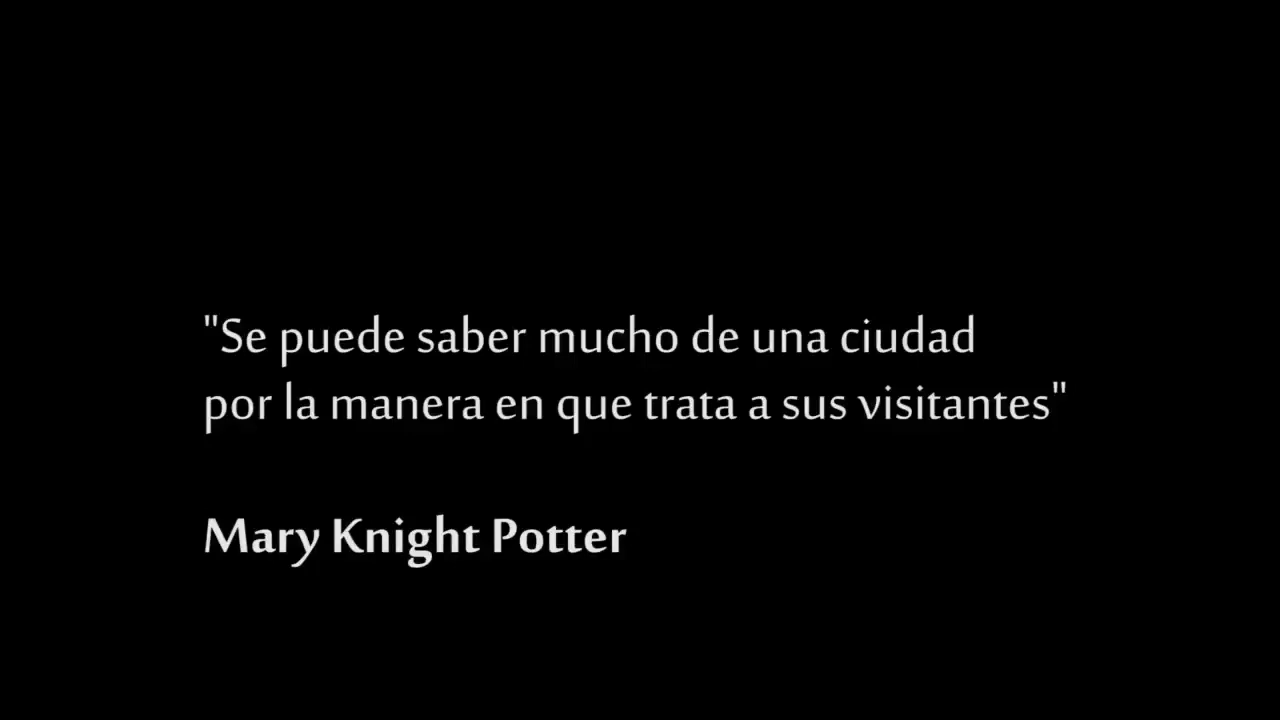 "Se puede saber mucho de una ciudad
por la manera en que trata a sus visitantes"
Mary Knight Potter